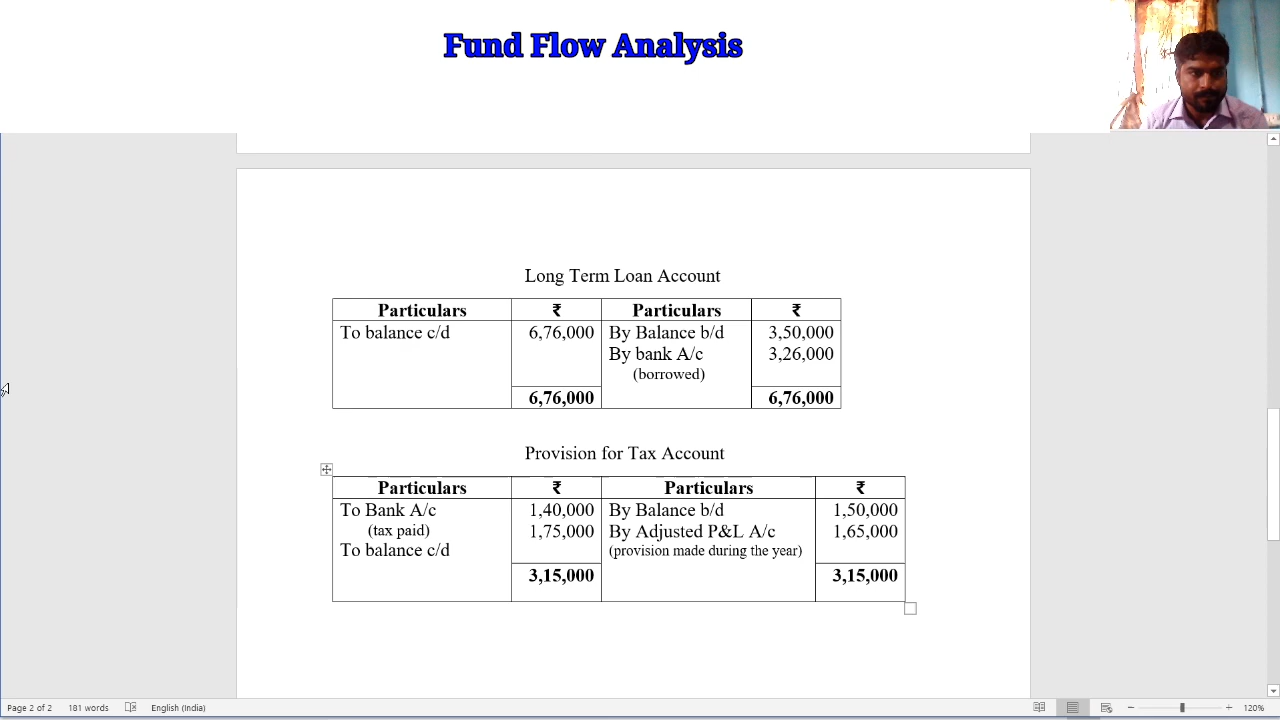 Fund Flow Analysis
Long Term Loan Account
Particulars ₹ Particulars ₹
To balance c/d 6,76,000 By Balance b/d 3,50,000
By bank A/c 3,26,000
(borrowed)
6,76,000 6,76,000
Provision for Tax Account
Particulars ₹ Particulars ₹
To Bank A/c 1,40,000 By Balance b/d 1,50,000
(tax paid) 1,75,000 By Adjusted P&L A/c 1,65,000
To balance c/d (provision made during the year)
3,15,000 3,15,000
Page 2 of 2 181 words English (India) 120%